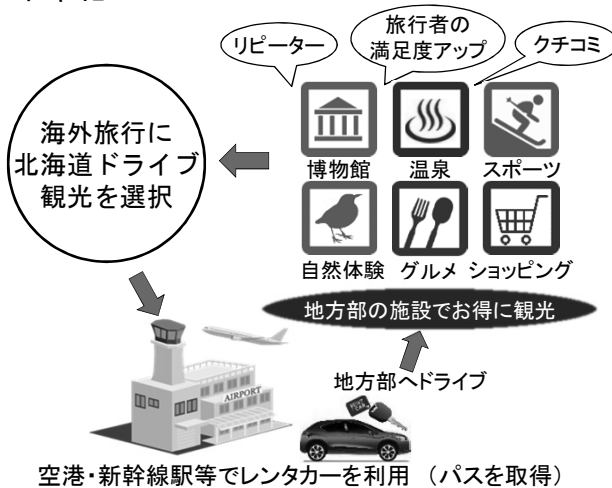 リピーター
旅行者の
満足度アップ
クチコミ
海外旅行に
北海道ドライブ
観光を選択
博物館
温泉
スポーツ
自然体験
グルメ
ショッピング
地方部の施設でお得に観光
地方部へドライブ
AIRPORT
RENT A CAR
空港・新幹線駅等でレンタカーを利用 (パスを取得)